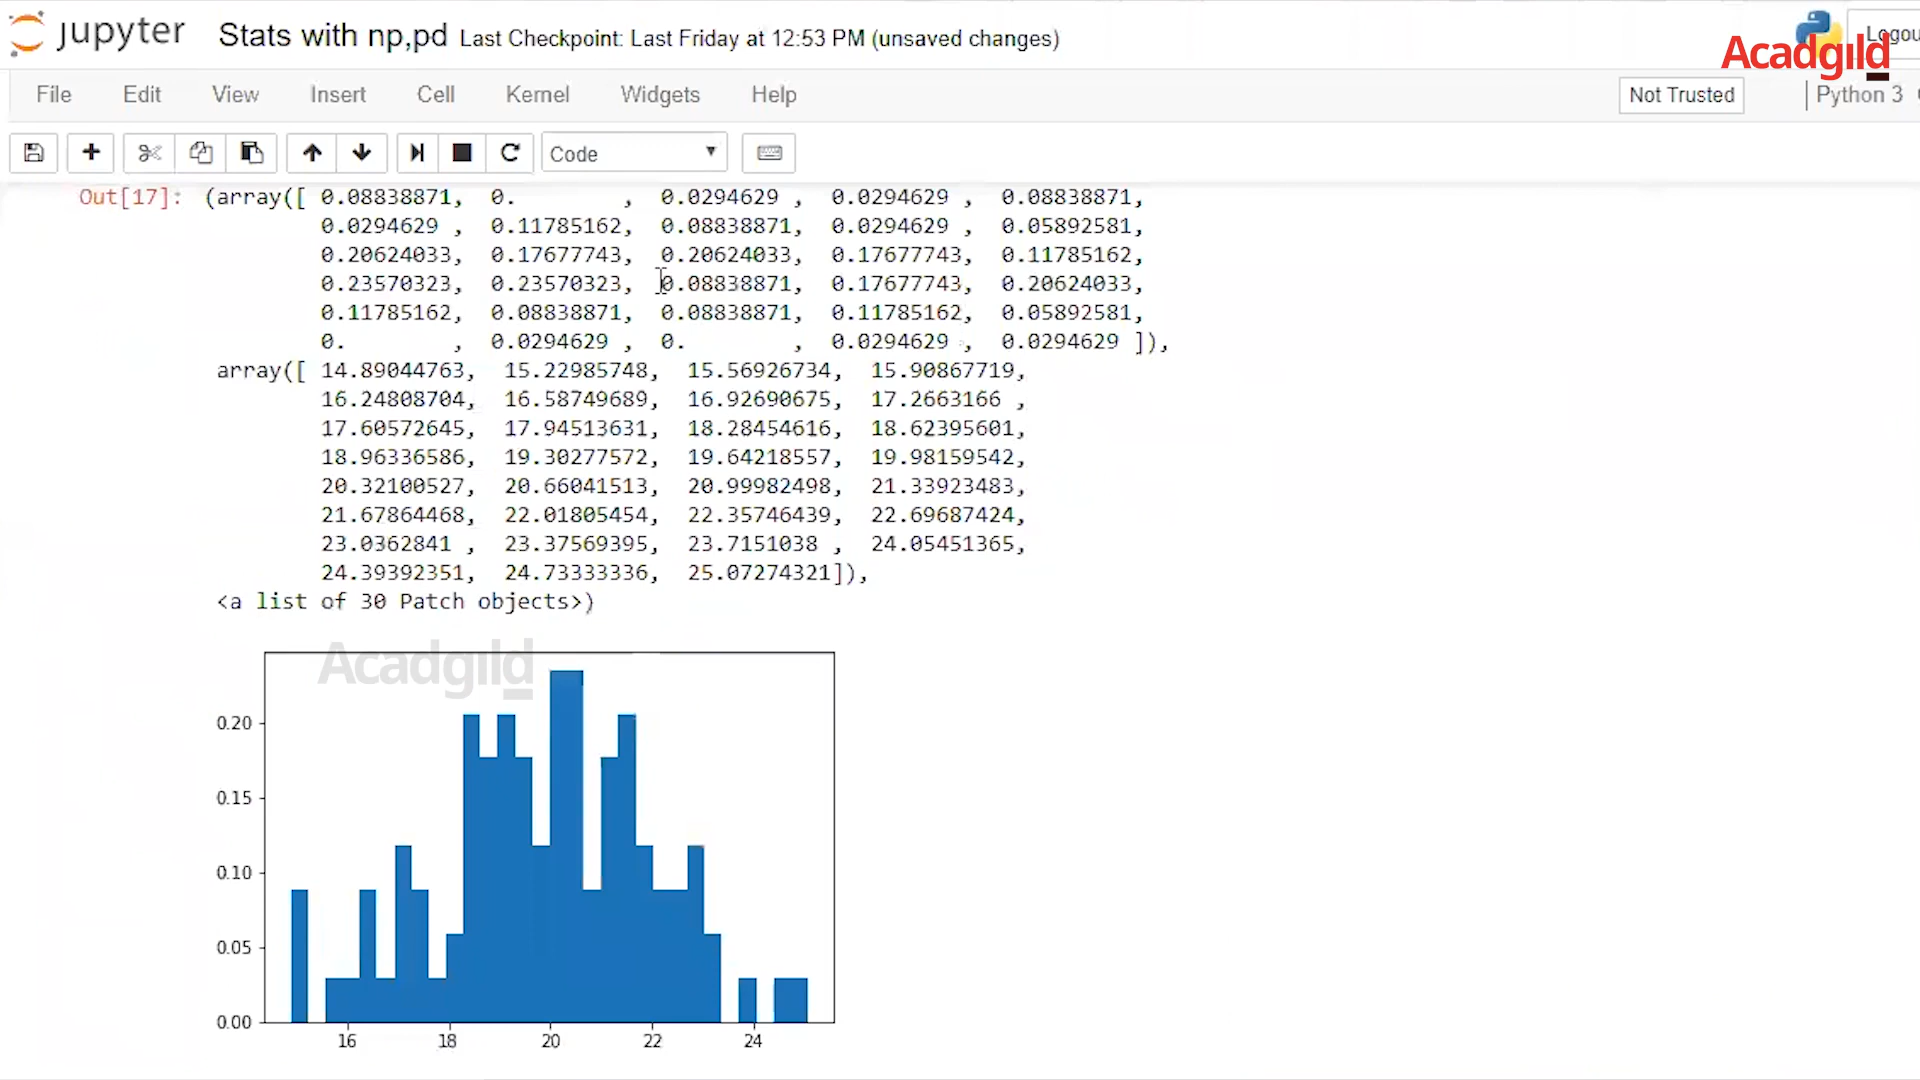 jupyter Stats with np,pd Last Checkpoint: Last Friday at 12:53 PM (unsaved changes) Logou
Acadgild
File Edit View Insert Cell Kernel Widgets Help Not Trusted Python 3
Code
Out[17]: (array([ 0.08838871, 0. , 0.0294629 , 0.0294629 , 0.08838871,
0.0294629 , 0.11785162, 0.08838871, 0.0294629 , 0.05892581,
0.20624033, 0.17677743, 0.20624033, 0.17677743, 0.11785162,
0.23570323, 0.23570323, 0.08838871, 0.17677743, 0.20624033,
0.11785162, 0.08838871, 0.08838871, 0.11785162, 0.05892581,
0. , 0.0294629 , 0. , 0.0294629 , 0.0294629 ]),
array([ 14.89044763, 15.22985748, 15.56926734, 15.90867719,
16.24808704, 16.58749689, 16.92690675, 17.2663166 ,
17.60572645, 17.94513631, 18.28454616, 18.62395601,
18.96336586, 19.30277572, 19.64218557, 19.98159542,
20.32100527, 20.66041513, 20.99982498, 21.33923483,
21.67864468, 22.01805454, 22.35746439, 22.69687424,
23.0362841 , 23.37569395, 23.7151038 , 24.05451365,
24.39392351, 24.73333336, 25.07274321]),
<a list of 30 Patch objects>)
Acadgild
0.20
0.15
0.10
0.05
0.00
16 18 20 22 24